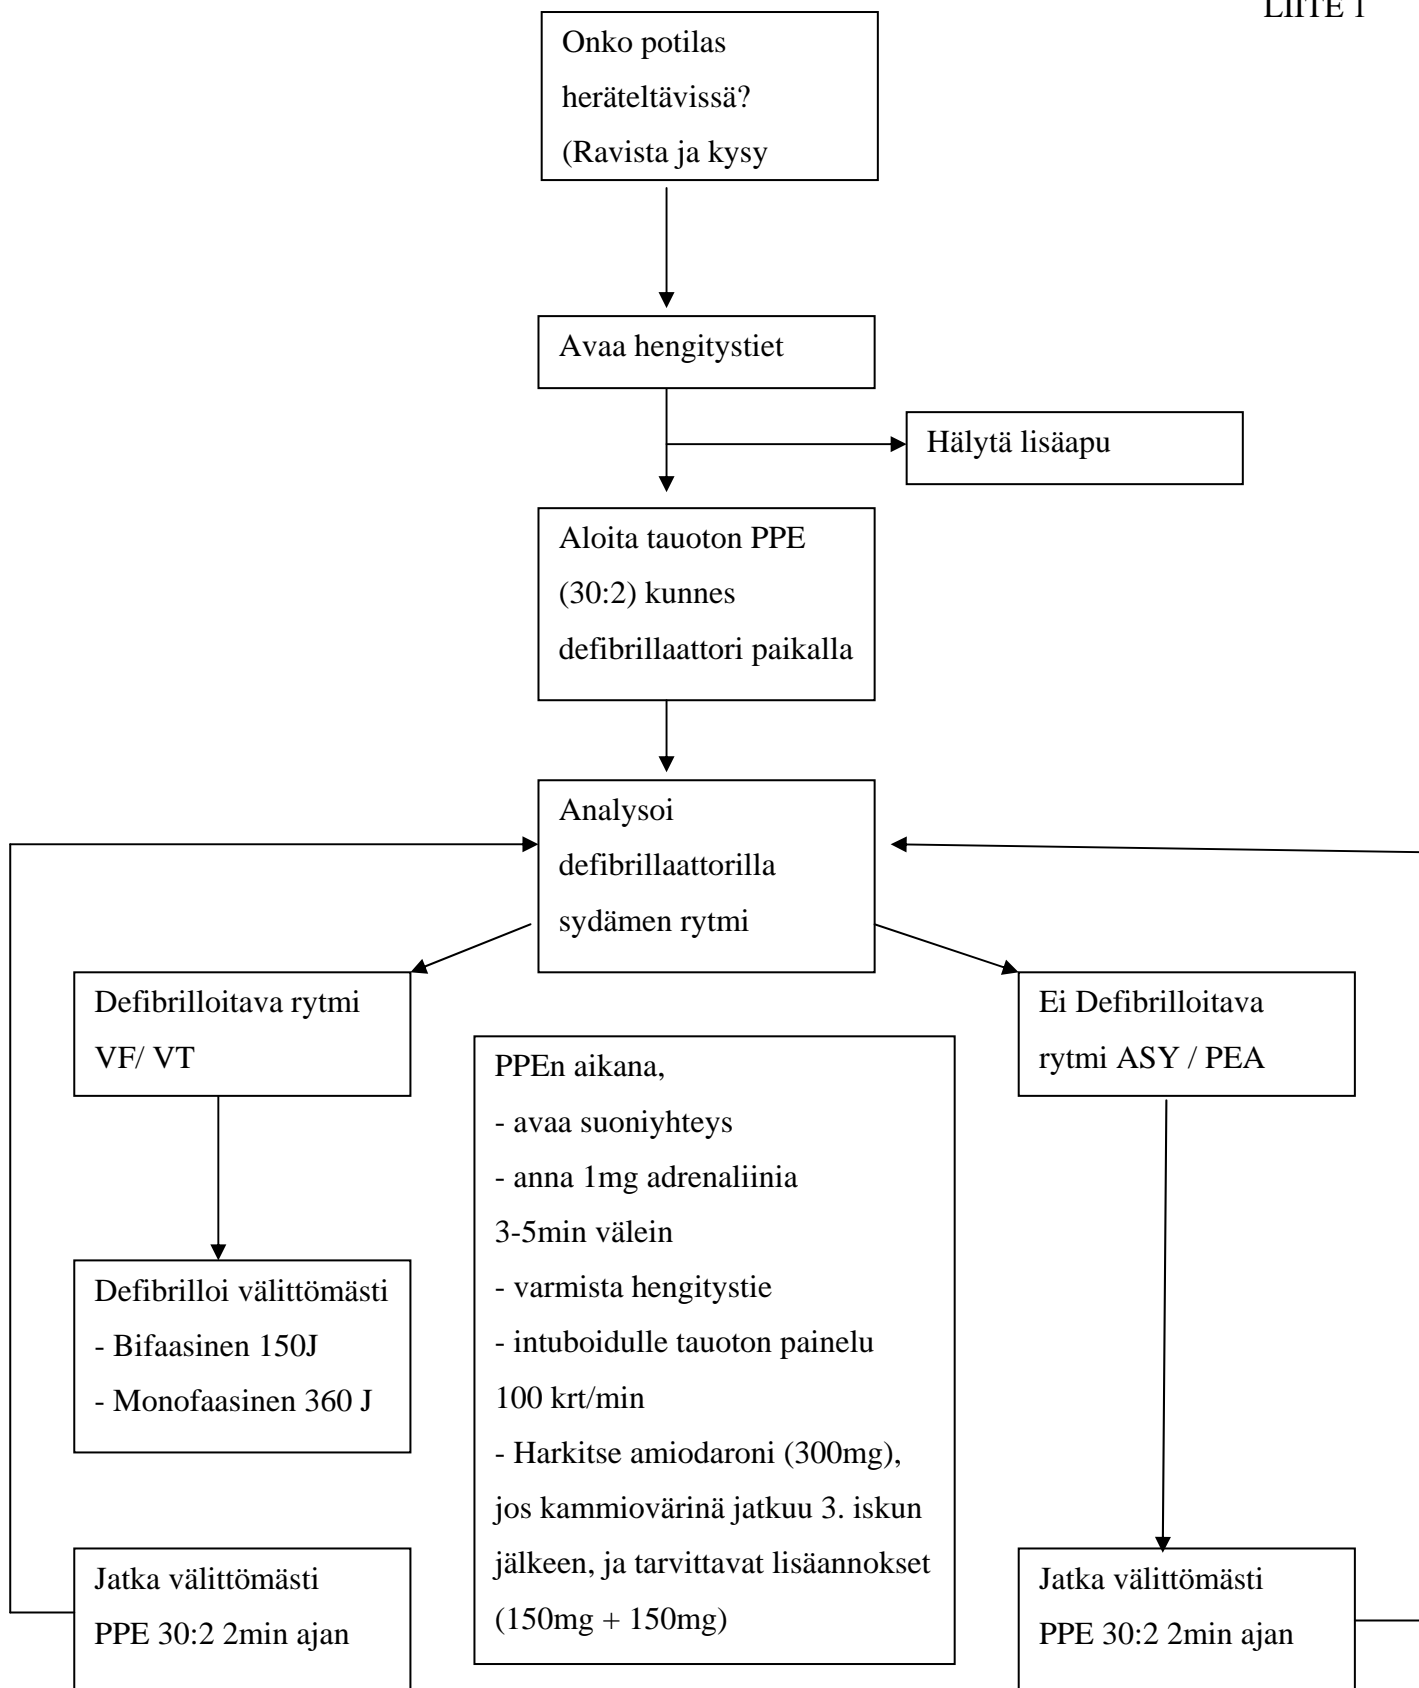 LIITE 1
Onko potilas
heräteltävissä?
(Ravista ja kysy
Avaa hengitystiet
Hälytä lisäapu
Aloita tauoton PPE
(30:2) kunnes
defibrillaattori paikalla
Analysoi
defibrillaattorilla
sydämen rytmi
Defibrilloitava rytmi
VF/ VT
Ei Defibrilloitava
rytmi ASY / PEA
PPEn aikana,
- avaa suoniyhteys
- anna 1mg adrenaliinia
3-5min välein
- varmista hengitystie
- intuboidulle tauoton painelu
100 krt/min
- Harkitse amiodaroni (300mg),
jos kammiovärinä jatkuu 3. iskun
jälkeen, ja tarvittavat lisäannokset
(150mg + 150mg)
Defibrilloi välittömästi
- Bifaasinen 150J
- Monofaasinen 360 J
Jatka välittömästi
PPE 30:2 2min ajan
Jatka välittömästi
PPE 30:2 2min ajan